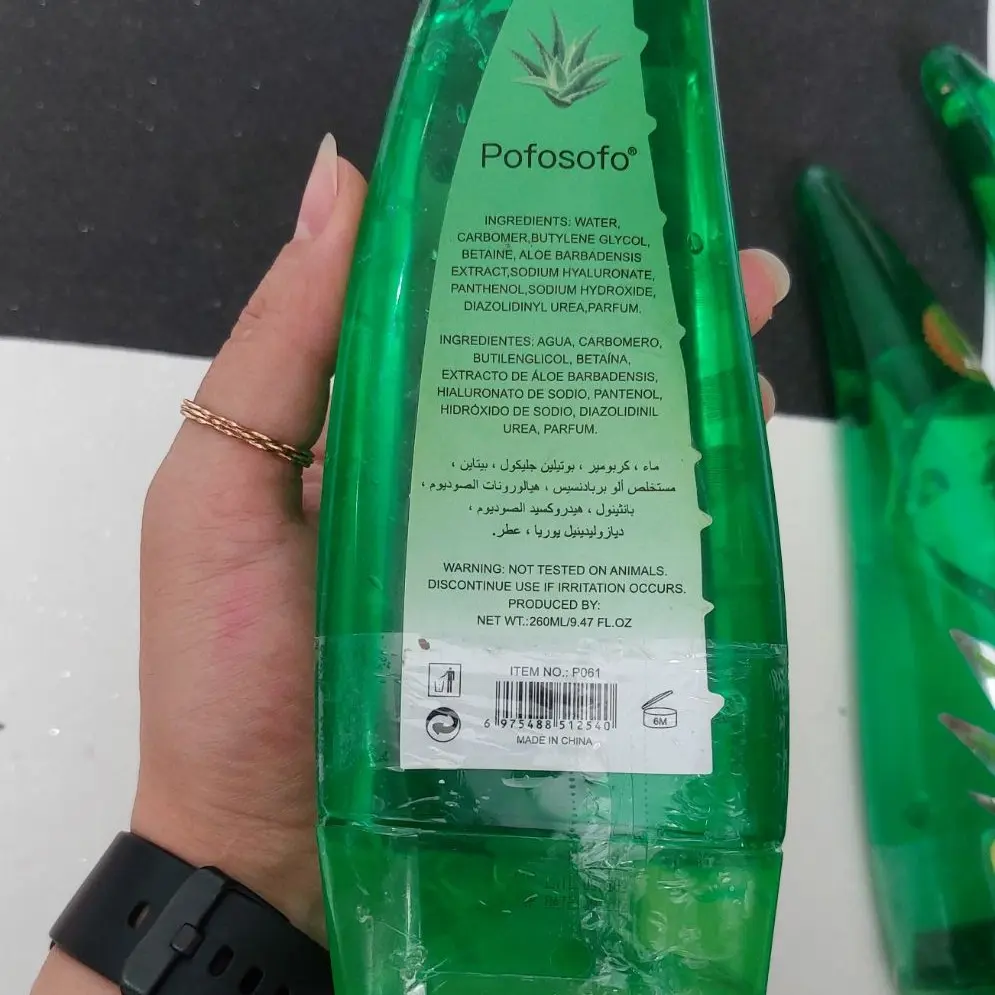 Pofosofo®
INGREDIENTS: WATER,
CARBOMER,BUTYLENE GLYCOL,
BETAINE, ALOE BARBADENSIS
EXTRACT,SODIUM HYALURONATE,
PANTHENOL,SODIUM HYDROXIDE,
DIAZOLIDINYL UREA,PARFUM.
INGREDIENTES: AGUA, CARBOMERO,
BUTILENGLICOL, BETAÍNA,
EXTRACTO DE ÁLOE BARBADENSIS,
HIALURONATO DE SODIO, PANTENOL,
HIDRÓXIDO DE SODIO, DIAZOLIDINIL
UREA, PARFUM.
ماء ، كربومير ، بوتيلين جليكول ، بيتاين ،
مستخلص ألو بربادنسيس ، هيالورونات الصوديوم ،
بانثينول ، هيدروكسيد الصوديوم ،
ديازوليدينيل يوريا ، عطر.
WARNING: NOT TESTED ON ANIMALS.
DISCONTINUE USE IF IRRITATION OCCURS.
PRODUCED BY:
NET WT.:260ML/9.47 FL.OZ
ITEM NO.: P061
6 975488 512540
6M
MADE IN CHINA